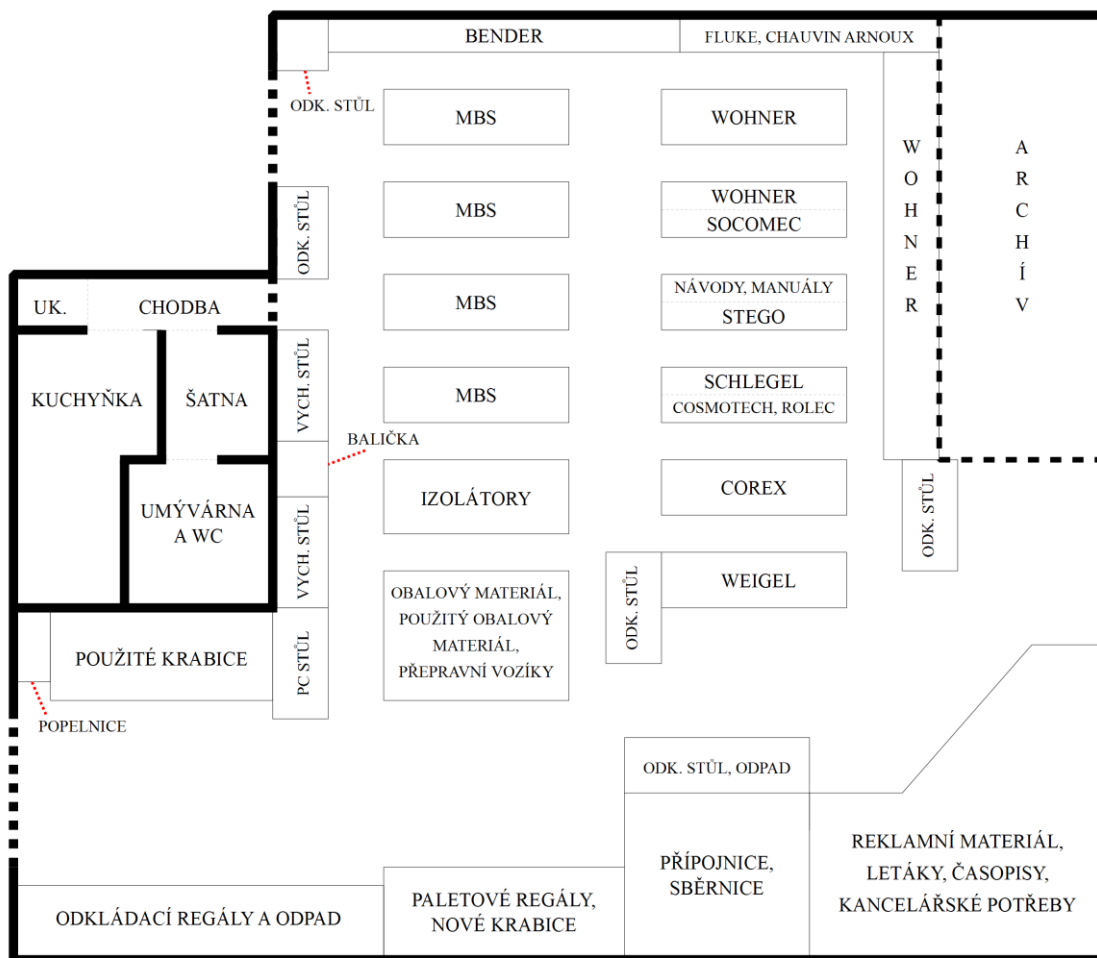 BENDER
FLUKE, CHAUVIN ARNOUX
ODK. STŮL
MBS
WOHNER
WOHNER
ARCHÍV
ODK. STŮL
MBS
WOHNER
SOCOMEC
UK.
CHODBA
MBS
NÁVODY, MANUÁLY
STEGO
KUCHYŇKA
ŠATNA
VYCH. STŮL
MBS
SCHLEGEL
COSMOTECH, ROLEC
BALIČKA
UMÝVÁRNA
A WC
VYCH. STŮL
IZOLÁTORY
COREX
ODK. STŮL
OBALOVÝ MATERIÁL,
POUŽITÝ OBALOVÝ
MATERIÁL,
PŘEPRAVNÍ VOZÍKY
ODK. STŮL
WEIGEL
POUŽITÉ KRABICE
PC STŮL
POPELNICE
ODK. STŮL, ODPAD
ODKLÁDACÍ REGÁLY A ODPAD
PALETOVÉ REGÁLY,
NOVÉ KRABICE
PŘÍPOJNICE,
SBĚRNICE
REKLAMNÍ MATERIÁL,
LETÁKY, ČASOPISY,
KANCELÁŘSKÉ POTŘEBY